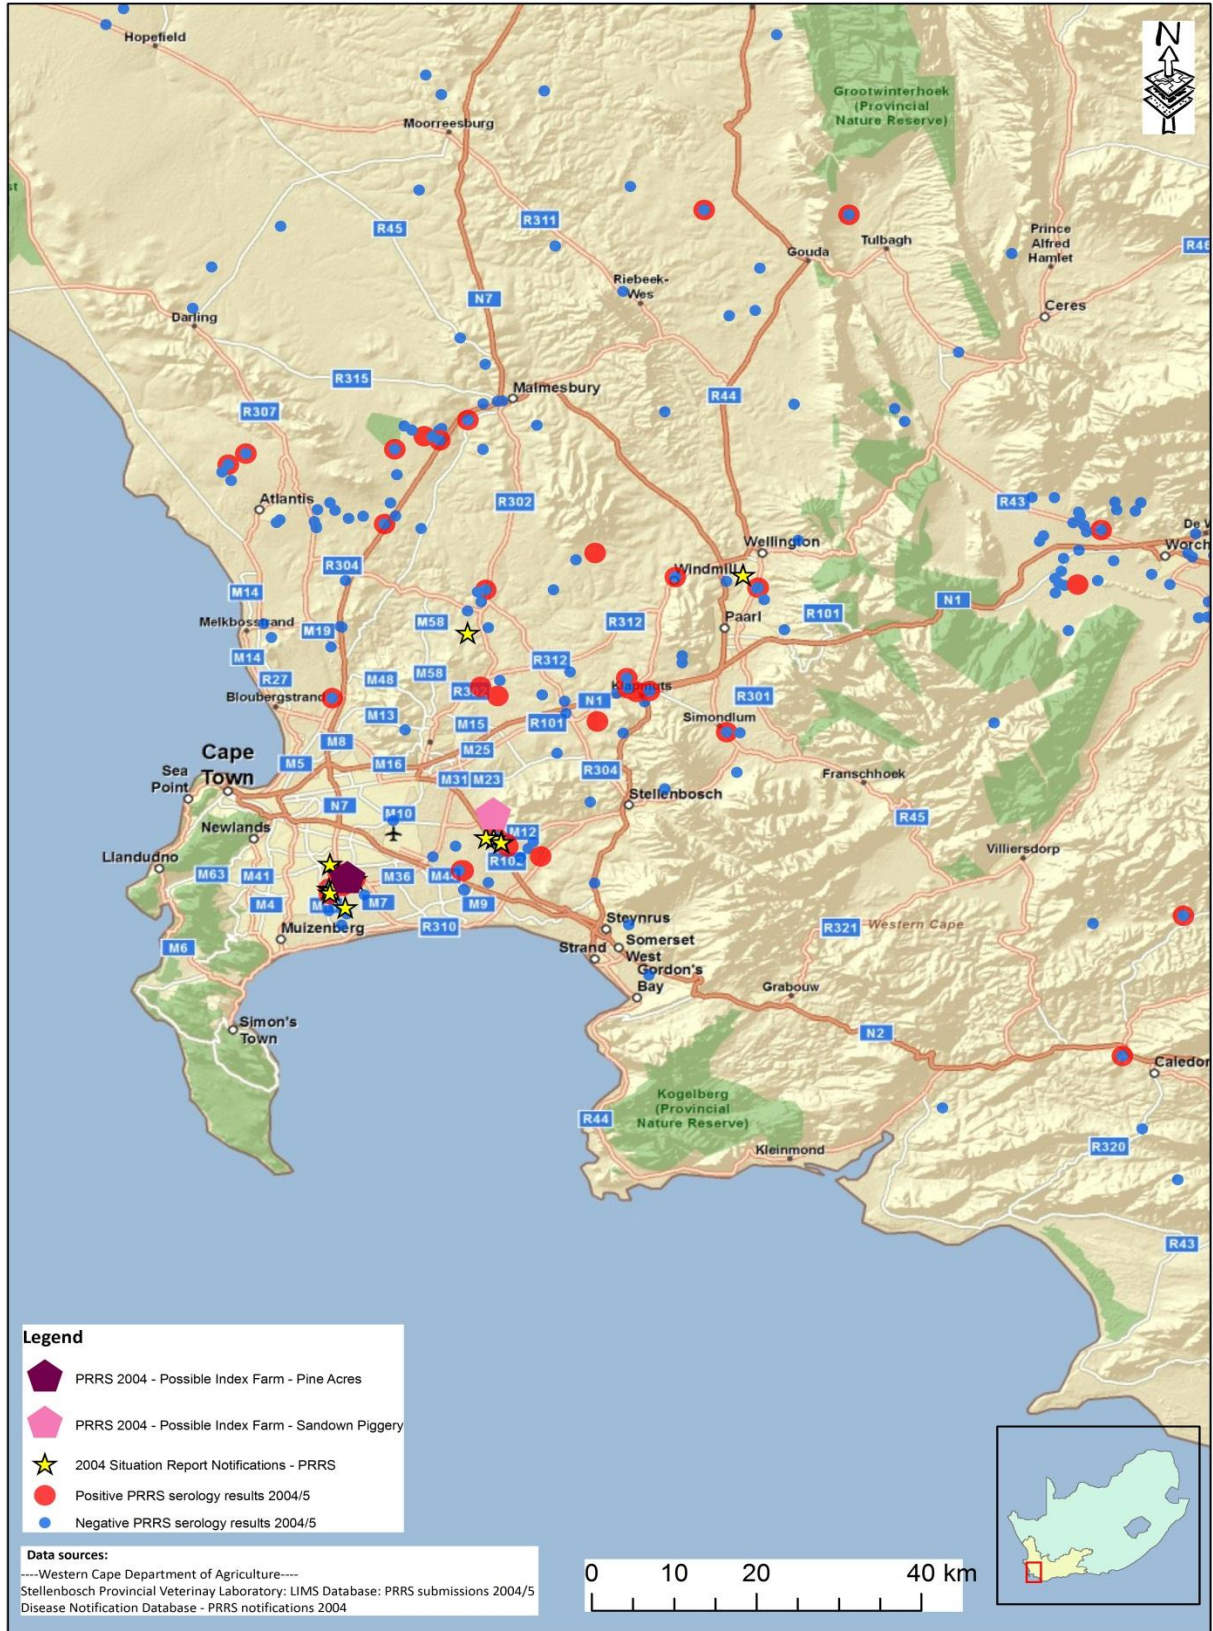 N
Hopefield
Grootwinterhoek
(Provincial
Nature Reserve)
Moorreesburg
st
R45
R311
Prince
Alfred
Hamlet
R46
Gouda
Tulbagh
Riebeek-
Wes
N7
Ceres
Darling
R315
Malmesbury
R44
R307
R302
R43
Atlantis
De W
Worch
Wellington
R304
Windmill
M14
N1
Melkbosstrand
M19
M58
R312
Paarl
R101
M14
R312
R27
M48
M58
R302
Klapmuts
R301
Bloubergstrand
N1
M13
M15
R101
Simondium
M8
M25
Cape
Town
M5
M16
R304
Sea
Point
M31
M23
Franschhoek
Stellenbosch
N7
M10
R45
Newlands
M12
Villiersdorp
Llandudno
R102
M63
M41
M36
M4
M7
M9
Muizenberg
R310
Steynrus
R321
Western Cape
M6
Strand
Somerset
West
Gordon's
Bay
Grabouw
Simon's
Town
N2
Caledon
Kogelberg
(Provincial
Nature Reserve)
R44
R320
Kleinmond
R43
Legend
PRRS 2004 - Possible Index Farm - Pine Acres
PRRS 2004 - Possible Index Farm - Sandown Piggery
2004 Situation Report Notifications - PRRS
Positive PRRS serology results 2004/5
Negative PRRS serology results 2004/5
Data sources:
----Western Cape Department of Agriculture----
Stellenbosch Provincial Veterinay Laboratory: LIMS Database: PRRS submissions 2004/5
Disease Notification Database - PRRS notifications 2004
0 10 20 40 km